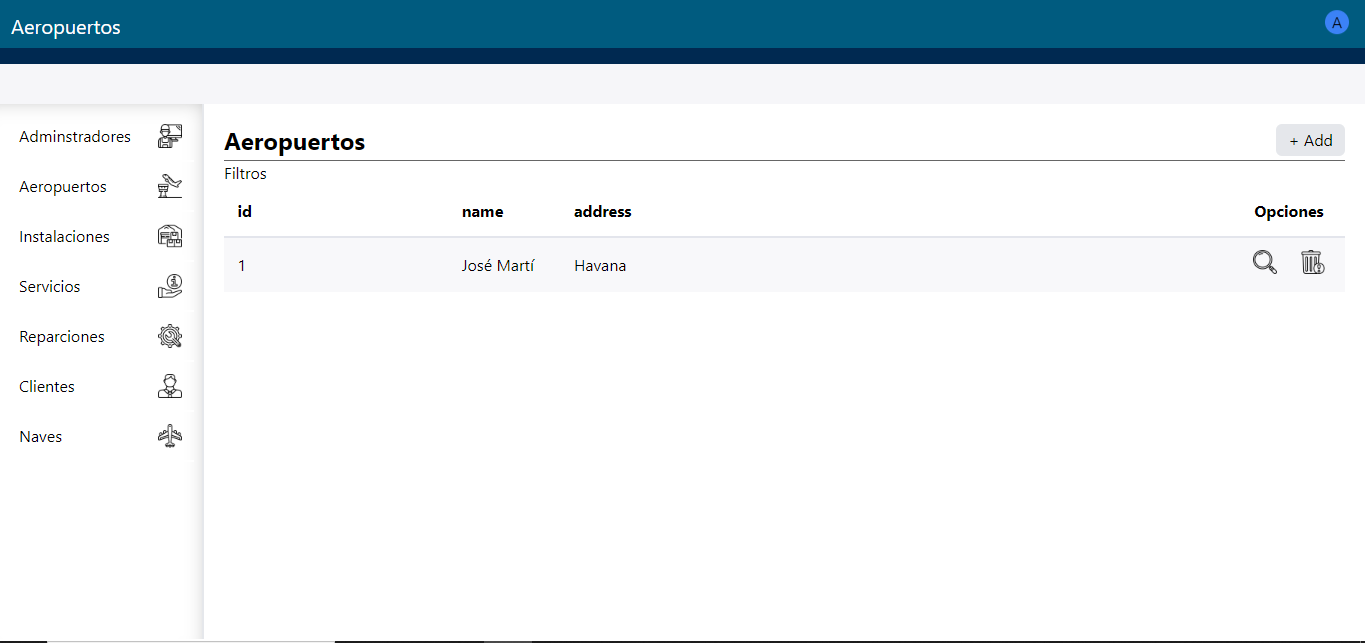 Aeropuertos
A
Adminstradores
Aeropuertos
Instalaciones
Servicios
Reparciones
Clientes
Naves
Aeropuertos
+ Add
Filtros
id name address Opciones
1 José Martí Havana